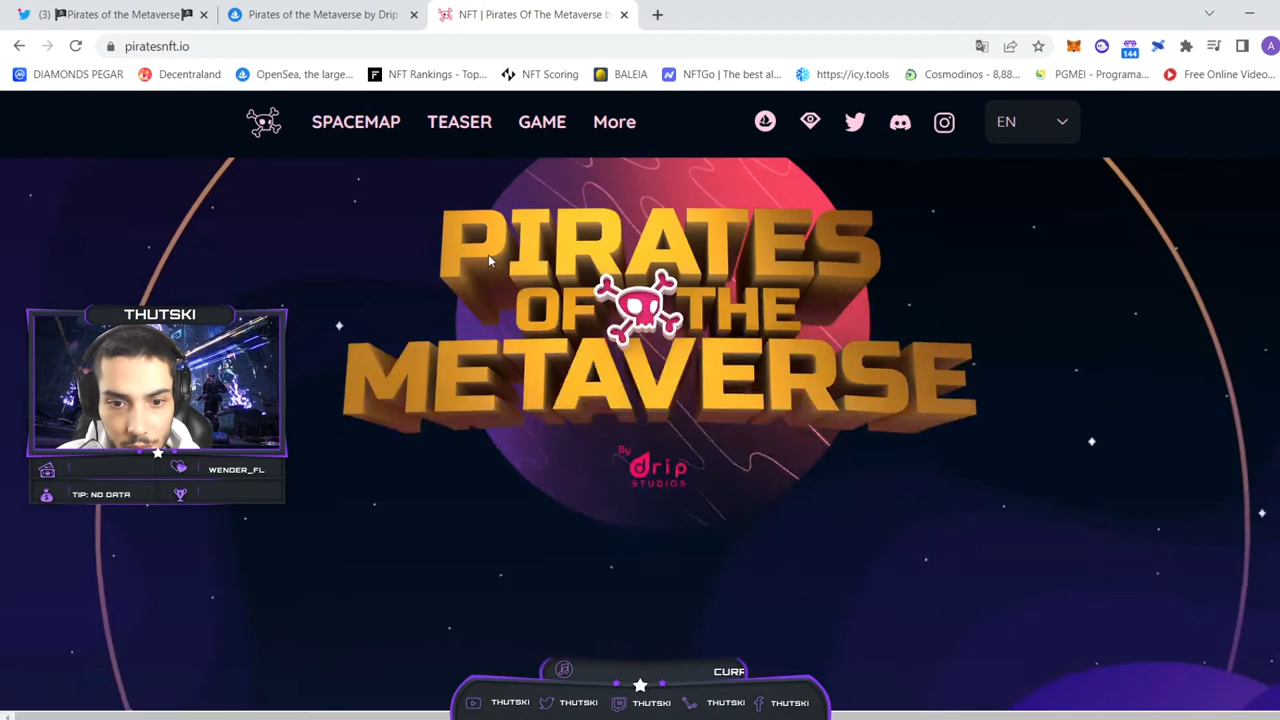 (3) 🏴Pirates of the Metaverse🏴
Pirates of the Metaverse by Drip
NFT | Pirates Of The Metaverse b
piratesnft.io
144
A
DIAMONDS PEGAR
Decentraland
OpenSea, the large...
NFT Rankings - Top...
NFT Scoring
BALEIA
NFTGo | The best al...
https://icy.tools
Cosmodinos - 8,88...
PGMEI - Programa...
Free Online Video...
SPACEMAP
TEASER
GAME
More
EN
PIRATES
OF THE
METAVERSE
By
drip
STUDIOS
THUTSKI
WENDER_FL
TIP: NO DATA
CURR
THUTSKI
THUTSKI
THUTSKI
THUTSKI
THUTSKI